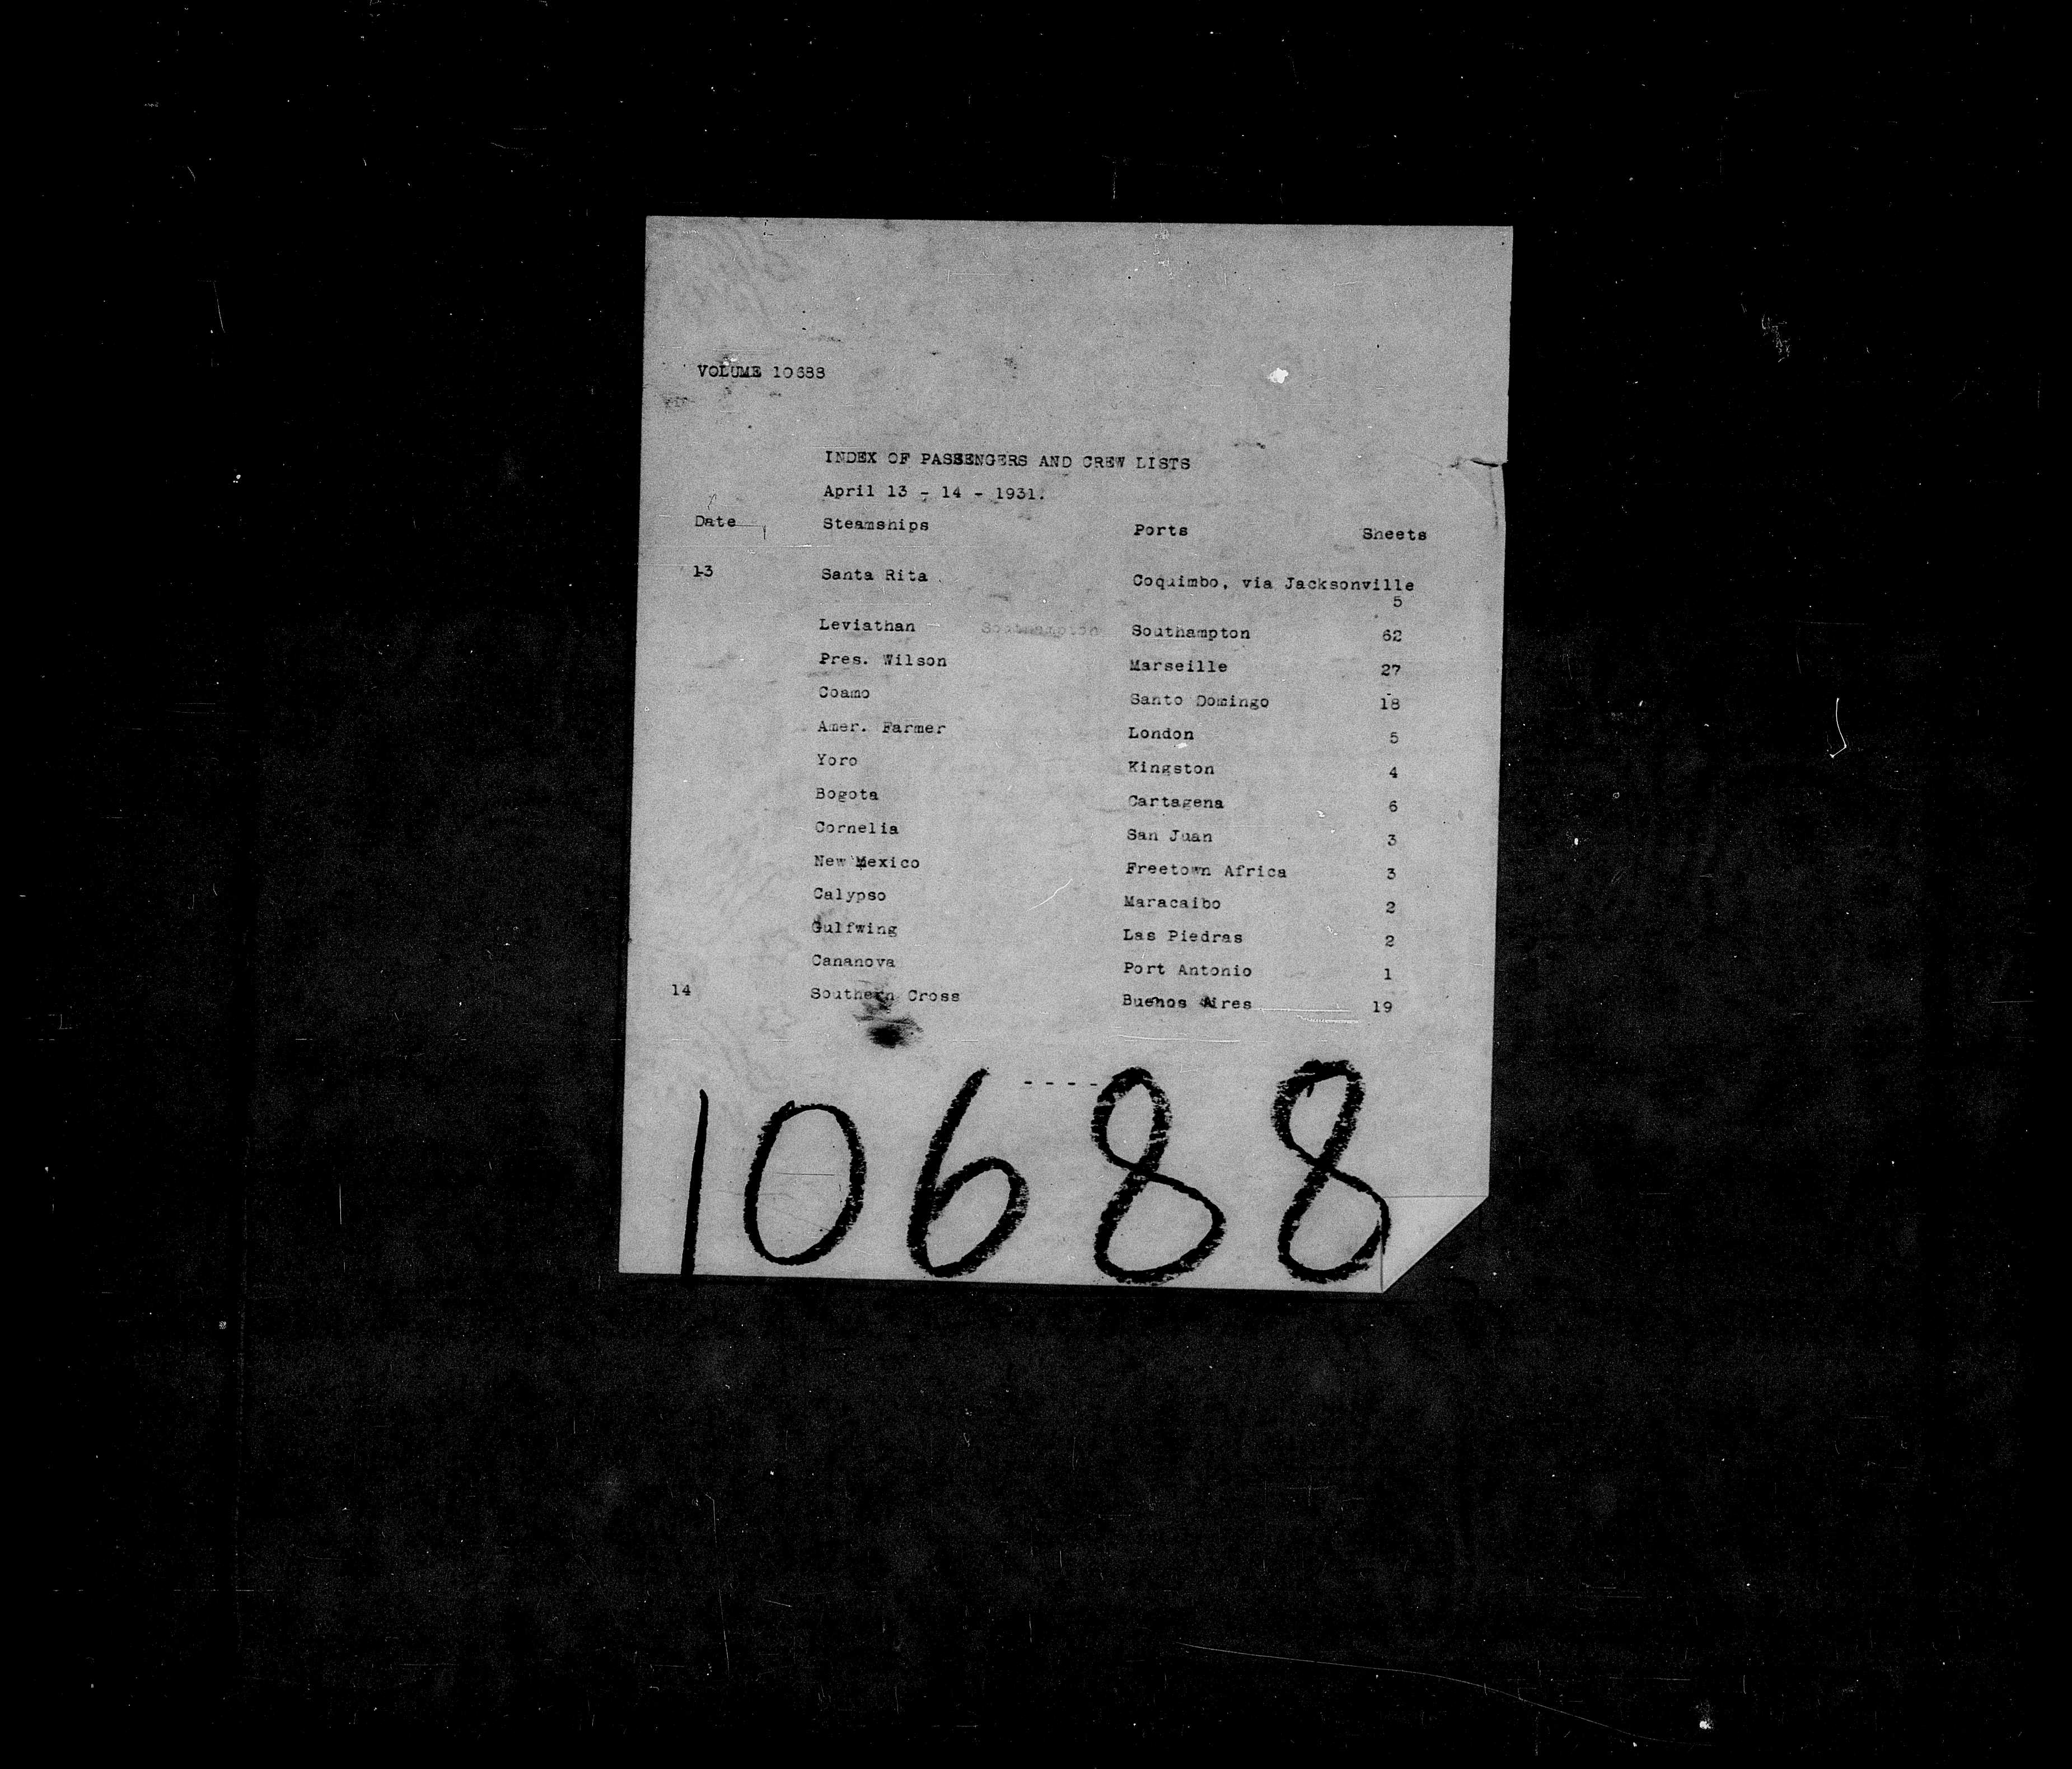 VOLUME 10688
INDEX OF PASSENGERS AND CREW LISTS
April 13 - 14 - 1931.
Date Steamships Ports Sheets
13 Santa Rita Coquimbo, via Jacksonville
5
Leviathan Southampton Southampton 62
Pres. Wilson Marseille 27
Coamo Santo Domingo 18
Amer. Farmer London 5
Yoro Kingston 4
Bogota Cartagena 6
Cornelia San Juan 3
New Mexico Freetown Africa 3
Calypso Maracaibo 2
Gulfwing Las Piedras 2
Cananova Port Antonio 1
14 Southern Cross Buenos Aires 19
- - - -
10688